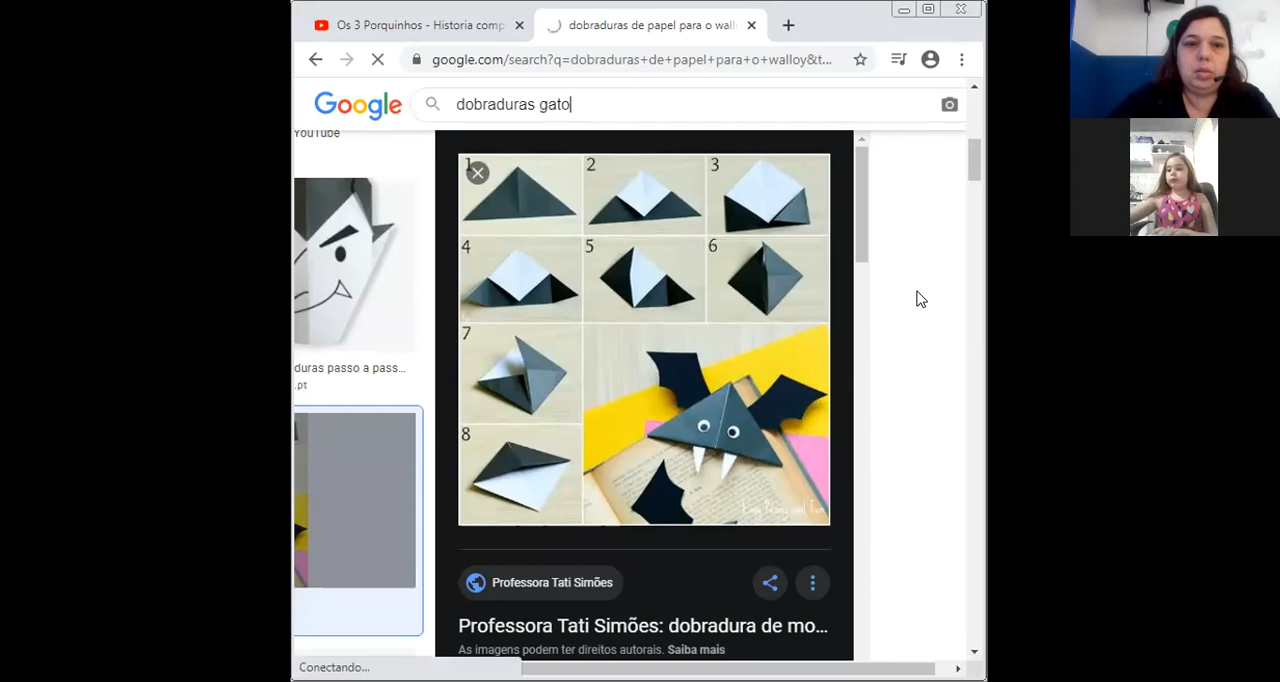 Os 3 Porquinhos - Historia comp
dobraduras de papel para o wall
google.com/search?q=dobraduras+de+papel+para+o+walloy&t...
Google
dobraduras gato
YouTube
1
2
3
4
5
6
7
8
duras passo a pass...
.pt
Professora Tati Simões
Professora Tati Simões: dobradura de mo...
As imagens podem ter direitos autorais. Saiba mais
Conectando...